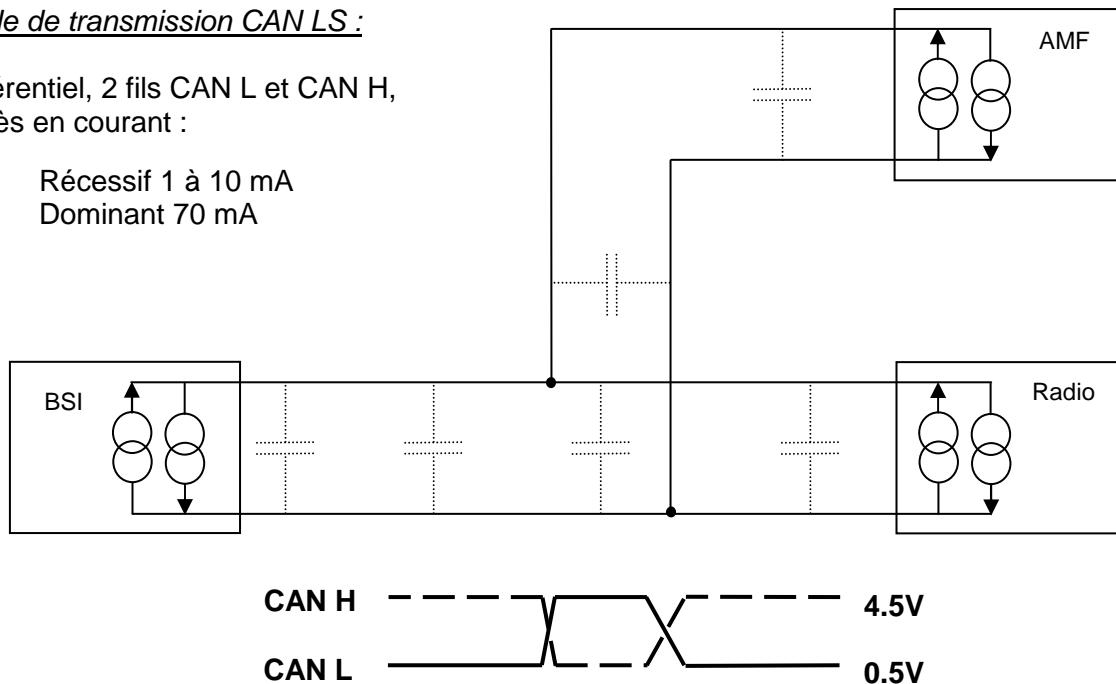 le de transmission CAN LS :
érentiel, 2 fils CAN L et CAN H,
ès en courant :
Récessif 1 à 10 mA
Dominant 70 mA
AMF
BSI
Radio
CAN H
4.5V
CAN L
0.5V